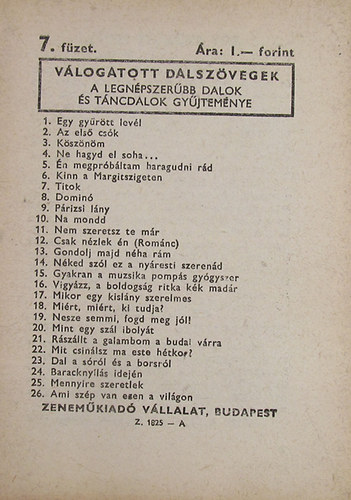 7. füzet. Ára: 1.— forint
VÁLOGATOTT DALSZÖVEGEK
A LEGNÉPSZERŰBB DALOK
ÉS TÁNCDALOK GYŰJTEMÉNYE
1. Egy gyűrött levél
2. Az első csók
3. Köszönöm
4. Ne hagyd el soha...
5. Én megpróbáltam haragudni rád
6. Kinn a Margitszigeten
7. Titok
8. Dominó
9. Párizsi lány
10. Na mondd
11. Nem szeretsz te már
12. Csak nézlek én (Románc)
13. Gondolj majd néha rám
14. Néked szól ez a nyáresti szerenád
15. Gyakran a muzsika pompás gyógyszer
16. Vigyázz, a boldogság ritka kék madár
17. Mikor egy kislány szerelmes
18. Miért, miért, ki tudja?
19. Nesze semmi, fogd meg jól!
20. Mint egy szál ibolyát
21. Rászállt a galambom a budai várra
22. Mit csinálsz ma este hétkor?
23. Dal a sóról és a borsról
24. Baracknyílás idején
25. Mennyire szeretlek
26. Ami szép van ezen a világon
ZENEMŰKIADÓ VÁLLALAT, BUDAPEST
Z. 1825 — A